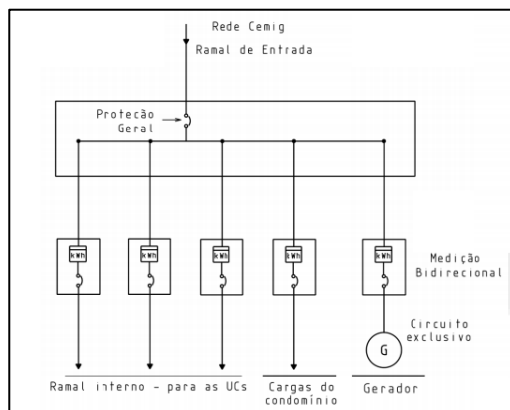 Rede Cemig
Ramal de Entrada
Proteção
Geral
kWh
kWh
kWh
kWh
kWh
Medição
Bidirecional
Circuito
exclusivo
G
Ramal interno - para as UCs
Cargas do
condomínio
Gerador